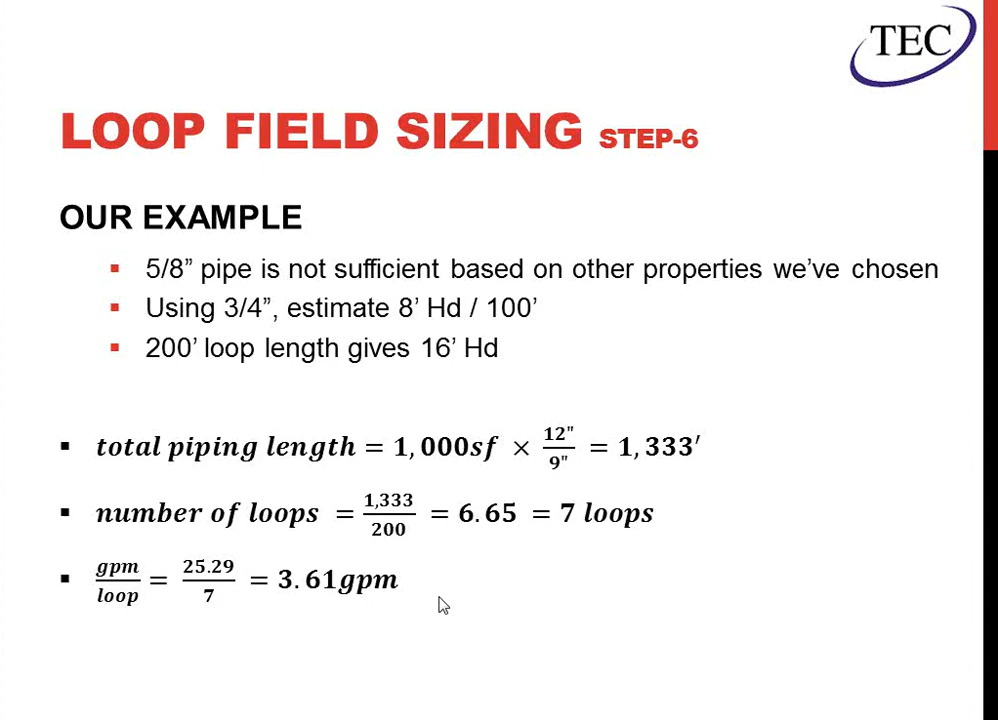 TEC
LOOP FIELD SIZING STEP-6
OUR EXAMPLE
▪ 5/8” pipe is not sufficient based on other properties we’ve chosen
▪ Using 3/4”, estimate 8’ Hd / 100’
▪ 200’ loop length gives 16’ Hd
▪ total piping length = 1,000sf × 12"/9" = 1,333′
▪ number of loops = 1,333/200 = 6.65 = 7 loops
▪ gpm/loop = 25.29/7 = 3.61gpm